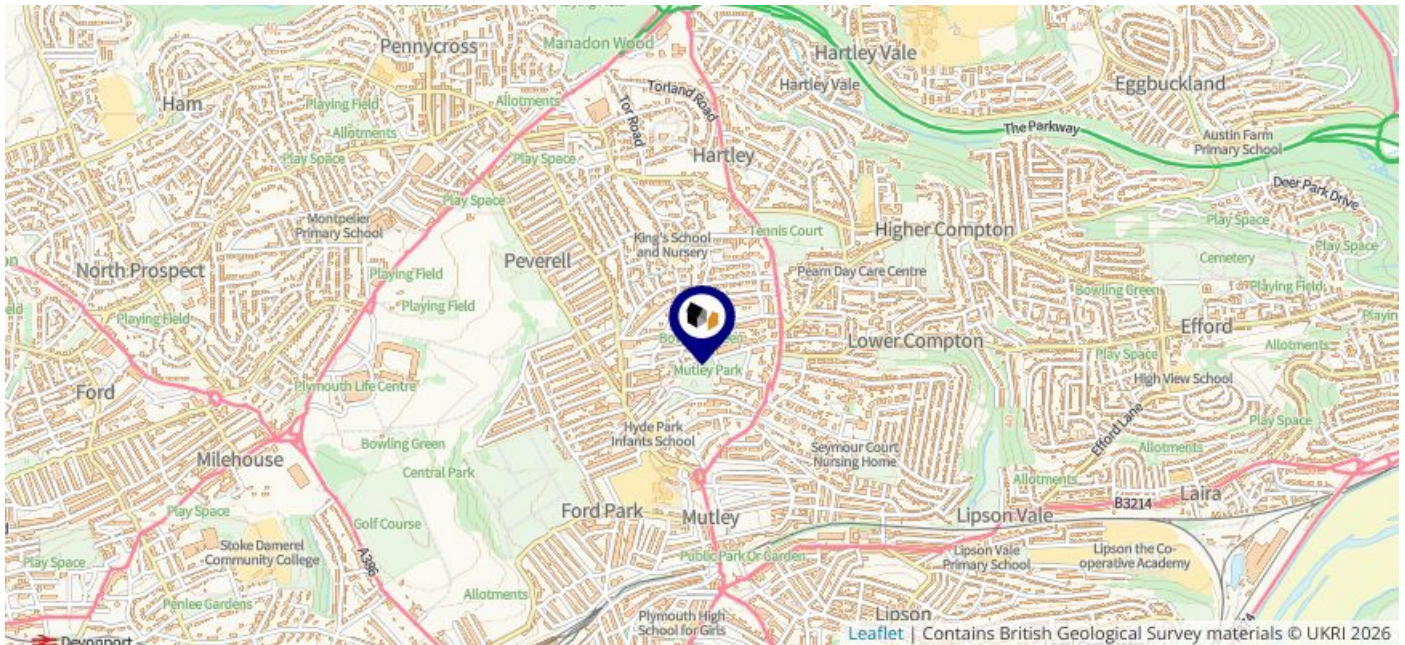 Playing Field
Manadon Wood
Pennycross
Hartley Vale
Hartley Vale
Eggbuckland
Ham
Playing Field
Allotments
Torland Road
Tor Road
The Parkway
Allotments
Austin Farm
Primary School
Play Space
Play Space
Hartley
Deer Park Drive
Play Space
Montpelier
Primary School
King's School
and Nursery
Tennis Court
Higher Compton
Play Space
Play Space
North Prospect
Peverell
Playing Field
Pearn Day Care Centre
Cemetery
Bowling Green
Playing Field
Playing Field
Playing Field
Efford
Lower Compton
Play Space
Allotments
Mutley Park
High View School
Ford
Plymouth Life Centre
Efford Lane
Play Space
Hyde Park
Infants School
Bowling Green
Seymour Court
Nursing Home
Allotments
Milehouse
Central Park
Allotments
Laira
B3214
Play Space
Ford Park
Mutley
Lipson Vale
Golf Course
Stoke Damerel
Community College
A386
Play Space
Public Park Or Garden
Lipson Vale
Primary School
Lipson the Co-
operative Academy
Penlee Gardens
Allotments
Plymouth High
School for Girls
Lipson
Devonport
Leaflet | Contains British Geological Survey materials © UKRI 2026